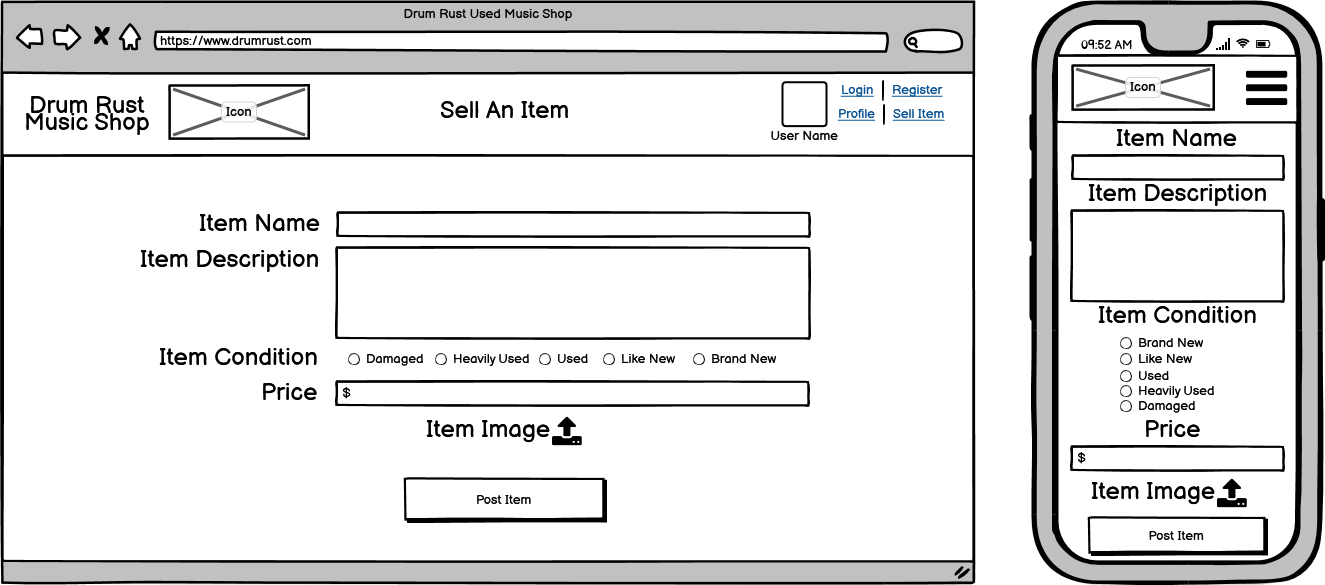 Drum Rust Used Music Shop
https://www.drumrust.com
Drum Rust
Music Shop
Icon
Sell An Item
User Name
Login Register
Profile Sell Item
Item Name
Item Description
Item Condition Damaged Heavily Used Used Like New Brand New
Price $
Item Image
Post Item
09:52 AM
Icon
Item Name
Item Description
Item Condition
Brand New
Like New
Used
Heavily Used
Damaged
Price
$
Item Image
Post Item